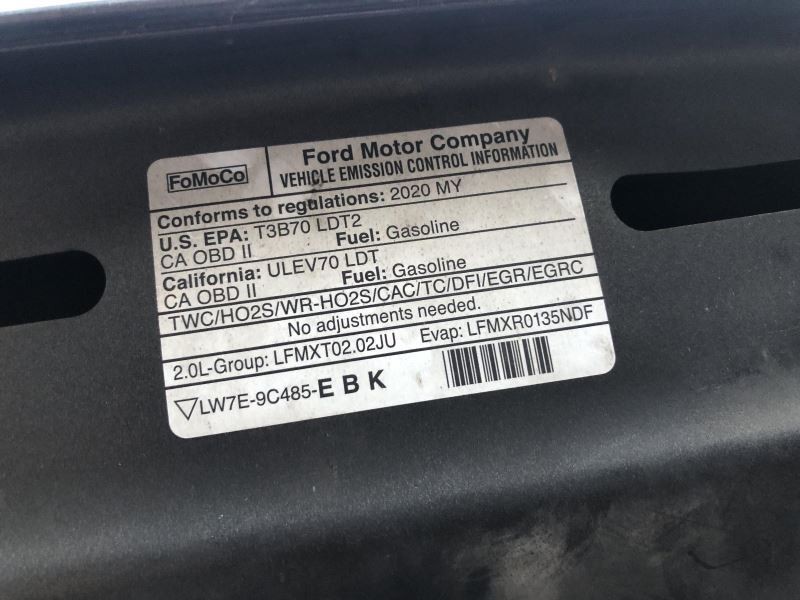 FoMoCo
Ford Motor Company
VEHICLE EMISSION CONTROL INFORMATION
Conforms to regulations: 2020 MY
U.S. EPA: T3B70 LDT2
CA OBD II Fuel: Gasoline
California: ULEV70 LDT
CA OBD II Fuel: Gasoline
TWC/HO2S/WR-HO2S/CAC/TC/DFI/EGR/EGRC
No adjustments needed.
2.0L-Group: LFMXT02.02JU Evap: LFMXR0135NDF
LW7E-9C485-E B K